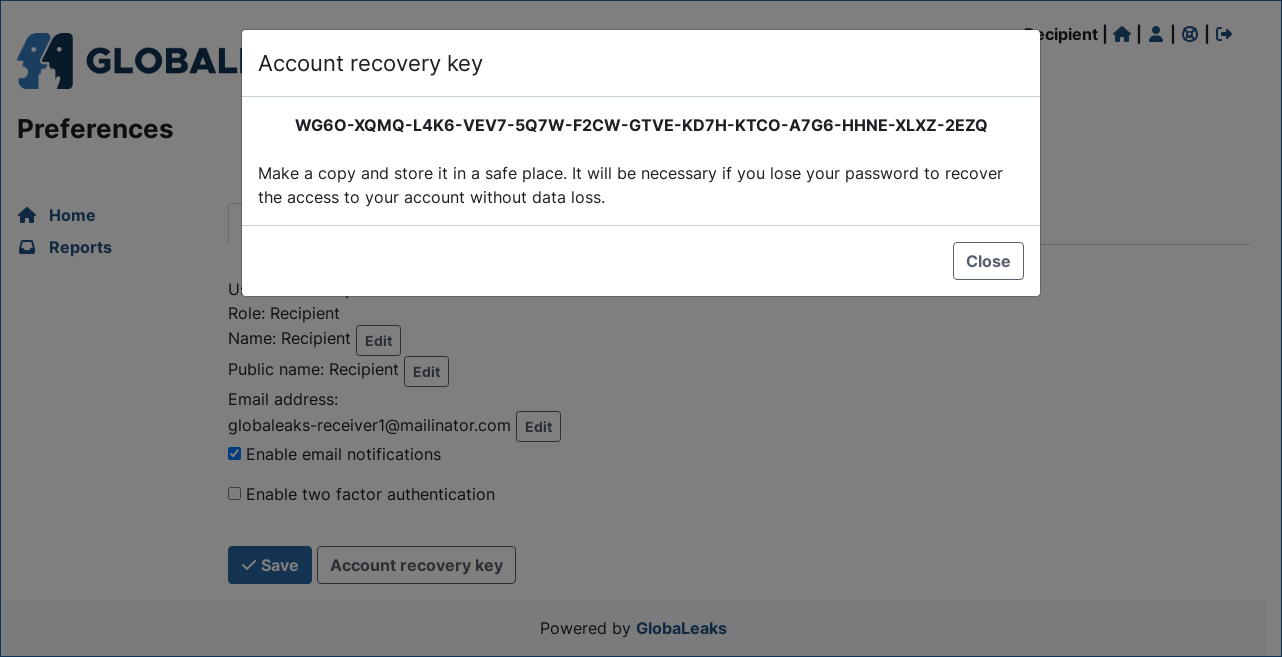 Recipient |
|
|
|
GLOBAL
Account recovery key
Preferences
WG6O-XQMQ-L4K6-VEV7-5Q7W-F2CW-GTVE-KD7H-KTCO-A7G6-HHNE-XLXZ-2EZQ
Make a copy and store it in a safe place. It will be necessary if you lose your password to recover
the access to your account without data loss.
Home
Reports
Close
Role: Recipient
Name: Recipient Edit
Public name: Recipient Edit
Email address:
globaleaks-receiver1@mailinator.com Edit
Enable email notifications
Enable two factor authentication
Save Account recovery key
Powered by GlobaLeaks